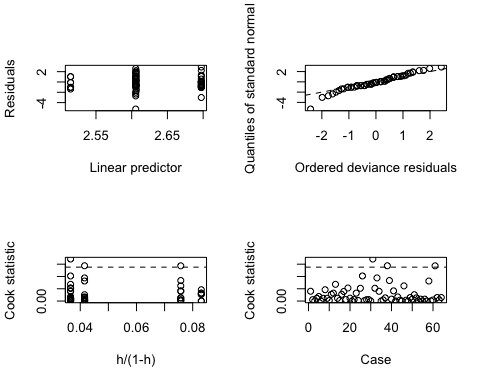 Residuals
2
-4
2.55
2.65
Linear predictor
Quantiles of standard normal
2
-4
-2
-1
0
1
2
Ordered deviance residuals
Cook statistic
0.00
0.04
0.06
0.08
h/(1-h)
Cook statistic
0.00
0
20
40
60
Case